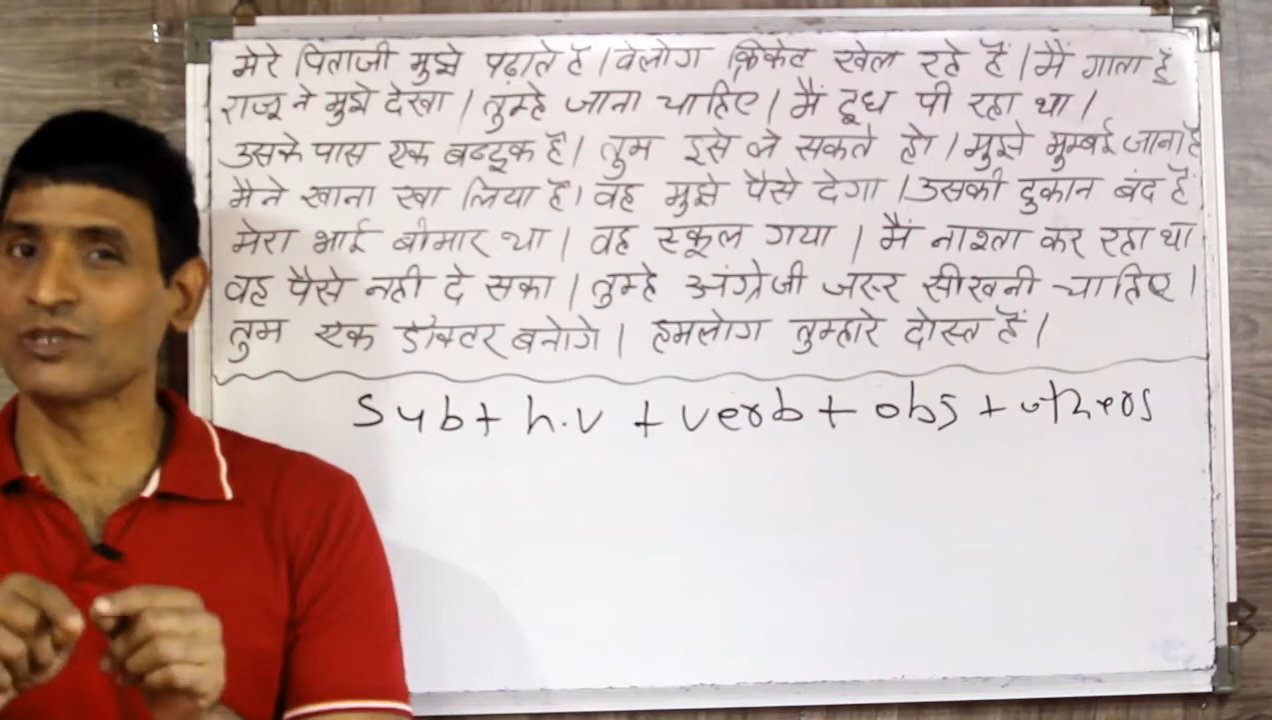 मेरे पिताजी मुझे पढ़ाते हैं। वेलोग क्रिकेट खेल रहे हैं। मैं गाता हूँ
राजू ने मुझे देखा। तुम्हे जाना चाहिए। मैं दूध पी रहा था।
उसके पास एक बन्दूक है। तुम इसे ले सकते हो। मुझे मुम्बई जाना है
मैने खाना खा लिया है। वह मुझे पैसे देगा। उसकी दुकान बंद है
मेरा भाई बीमार था। वह स्कूल गया। मैं नाश्ता कर रहा था
वह पैसे नही दे सका। तुम्हे अंग्रेजी जरूर सीखनी चाहिए।
तुम एक डॉक्टर बनोगे। हमलोग तुम्हारे दोस्त हैं।
Sub + h.v + verb + obj + others